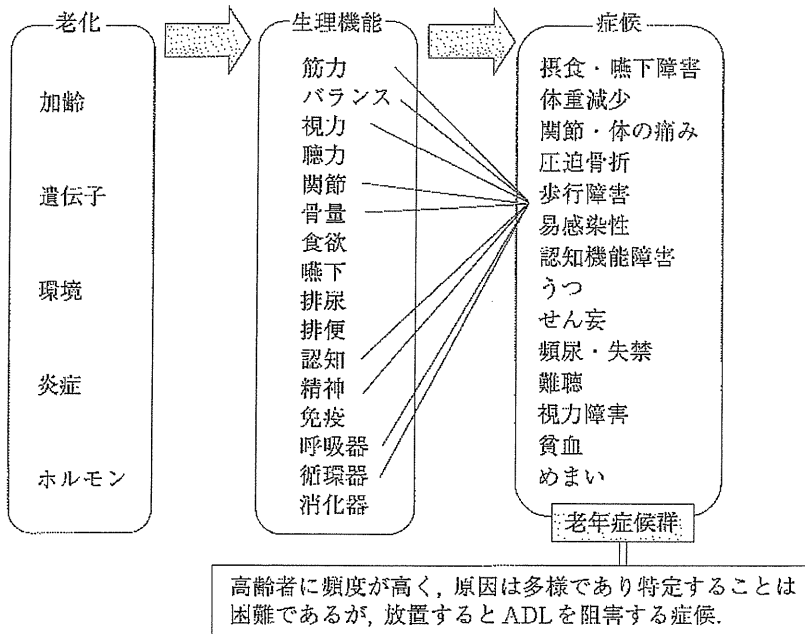 老化
加齢
遺伝子
環境
炎症
ホルモン
生理機能
筋力
バランス
視力
聴力
関節
骨量
食欲
嚥下
排尿
排便
認知
精神
免疫
呼吸器
循環器
消化器
症候
摂食・嚥下障害
体重減少
関節・体の痛み
圧迫骨折
歩行障害
易感染性
認知機能障害
うつ
せん妄
頻尿・失禁
難聴
視力障害
貧血
めまい
老年症候群
高齢者に頻度が高く, 原因は多様であり特定することは
困難であるが, 放置するとADLを阻害する症候.